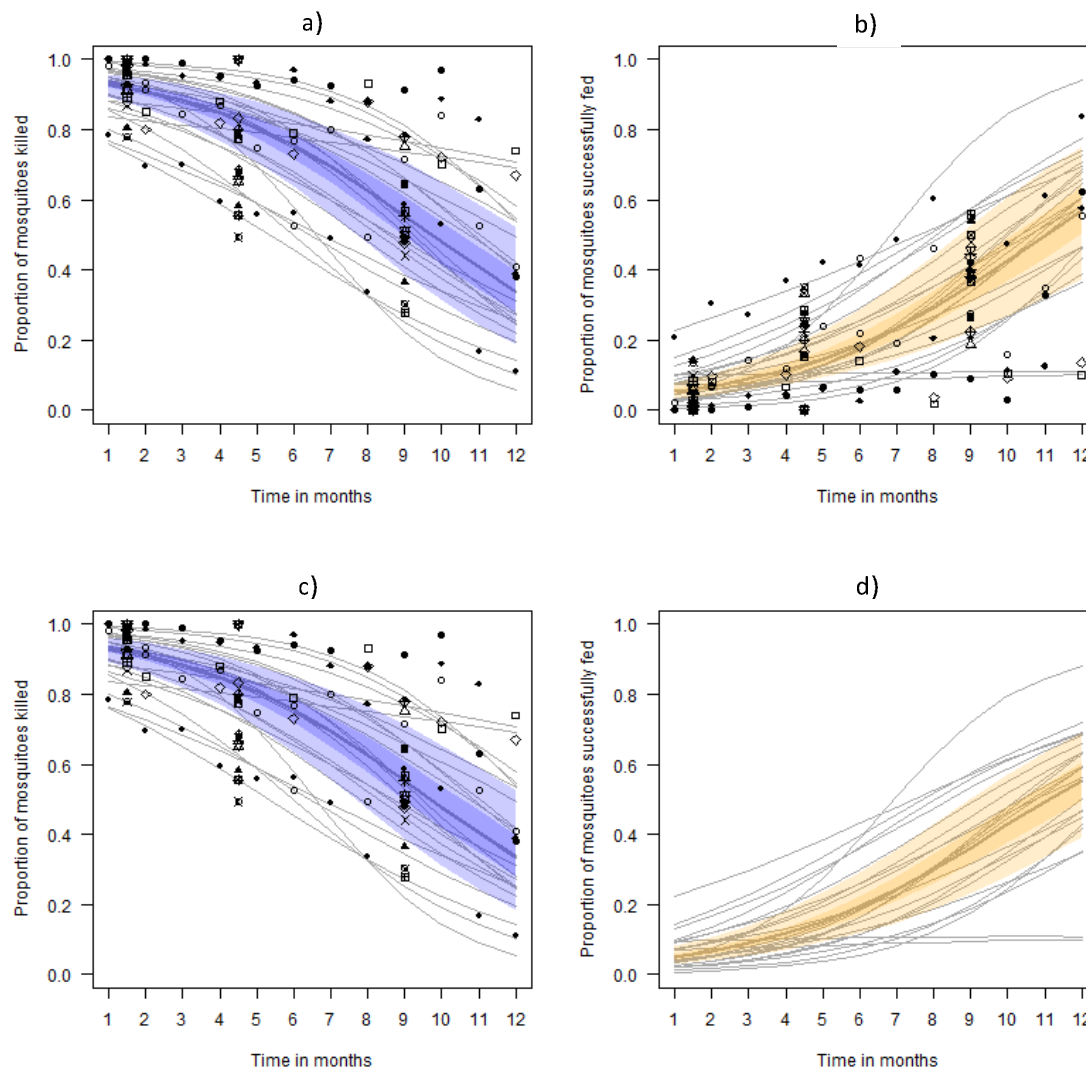 a)
b)
Proportion of mosquitoes killed
1.0
0.8
0.6
0.4
0.2
0.0
1 2 3 4 5 6 7 8 9 10 11 12
Time in months
Proportion of mosquitoes successfully fed
1.0
0.8
0.6
0.4
0.2
0.0
1 2 3 4 5 6 7 8 9 10 11 12
Time in months
c)
d)
Proportion of mosquitoes killed
1.0
0.8
0.6
0.4
0.2
0.0
1 2 3 4 5 6 7 8 9 10 11 12
Time in months
Proportion of mosquitoes successfully fed
1.0
0.8
0.6
0.4
0.2
0.0
1 2 3 4 5 6 7 8 9 10 11 12
Time in months